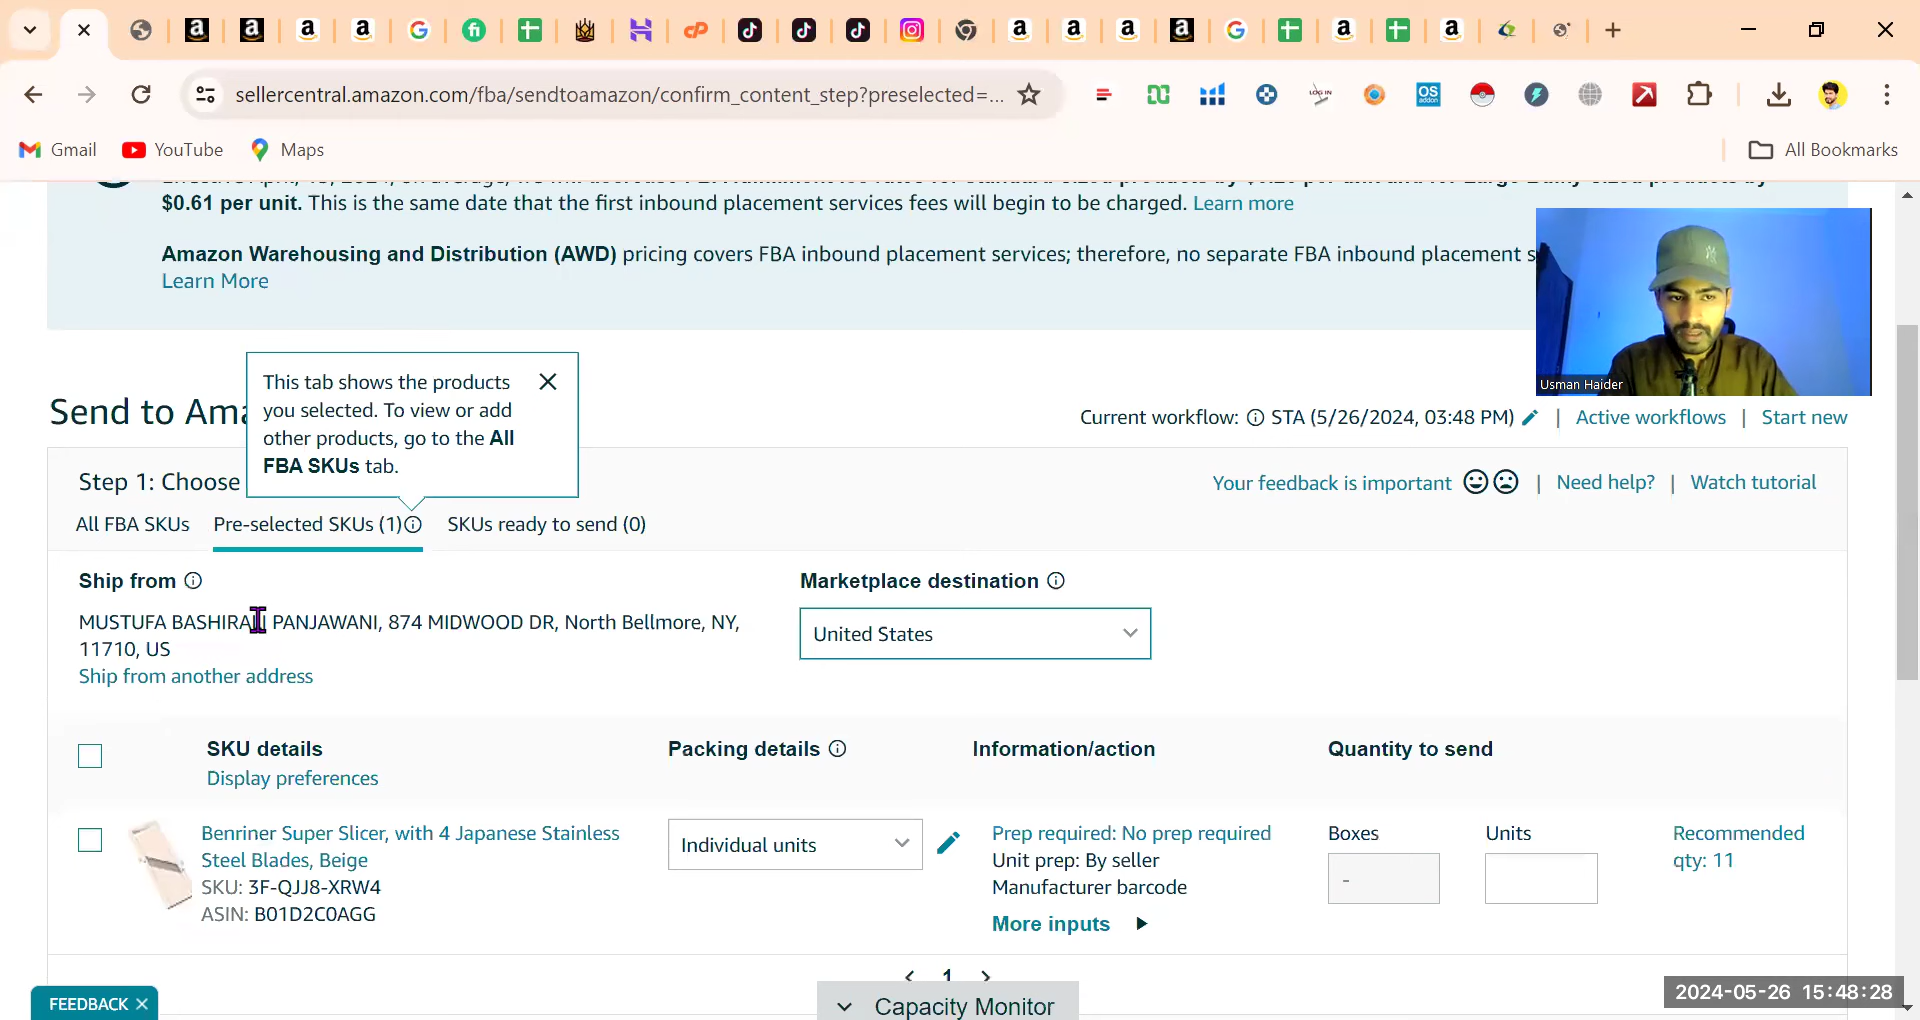 sellercentral.amazon.com/fba/sendtoamazon/confirm_content_step?preselected=...
LOG IN
OS
addon
Gmail
YouTube
Maps
All Bookmarks
$0.61 per unit. This is the same date that the first inbound placement services fees will begin to be charged. Learn more
Amazon Warehousing and Distribution (AWD) pricing covers FBA inbound placement services; therefore, no separate FBA inbound placement s
Learn More
Usman Haider
This tab shows the products
you selected. To view or add
other products, go to the All
FBA SKUs tab.
Send to Ama
Current workflow: STA (5/26/2024, 03:48 PM) | Active workflows | Start new
Step 1: Choose
Your feedback is important | Need help? | Watch tutorial
All FBA SKUs Pre-selected SKUs (1) SKUs ready to send (0)
Ship from
Marketplace destination
MUSTUFA BASHIRALI PANJAWANI, 874 MIDWOOD DR, North Bellmore, NY,
11710, US
Ship from another address
United States
SKU details
Display preferences
Packing details
Information/action
Quantity to send
Benriner Super Slicer, with 4 Japanese Stainless
Steel Blades, Beige
SKU: 3F-QJJ8-XRW4
ASIN: B01D2C0AGG
Individual units
Prep required: No prep required
Unit prep: By seller
Manufacturer barcode
More inputs
Boxes
-
Units
Recommended
qty: 11
1
FEEDBACK
Capacity Monitor
2024-05-26 15:48:28